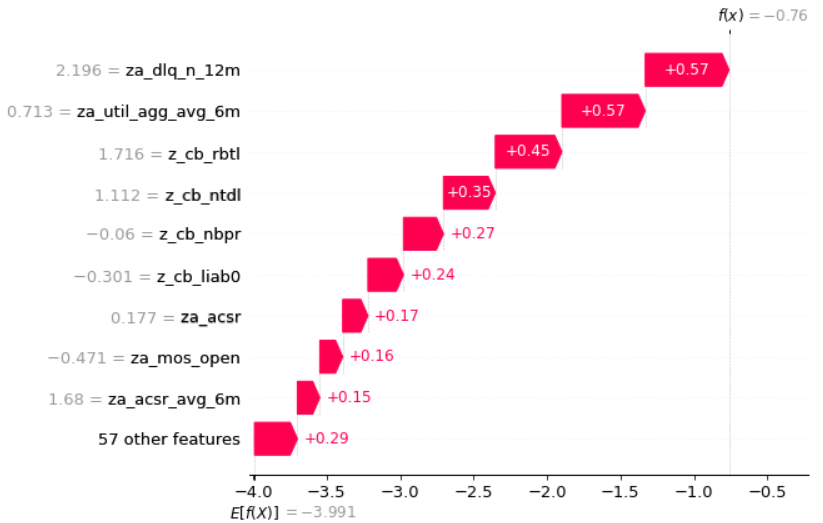 f(x) = −0.76
2.196 = za_dlq_n_12m +0.57
0.713 = za_util_agg_avg_6m +0.57
1.716 = z_cb_rbtl +0.45
1.112 = z_cb_ntdl +0.35
−0.06 = z_cb_nbpr +0.27
−0.301 = z_cb_liab0 +0.24
0.177 = za_acsr +0.17
−0.471 = za_mos_open +0.16
1.68 = za_acsr_avg_6m +0.15
57 other features +0.29
−4.0 −3.5 −3.0 −2.5 −2.0 −1.5 −1.0 −0.5
E[f(X)] = −3.991